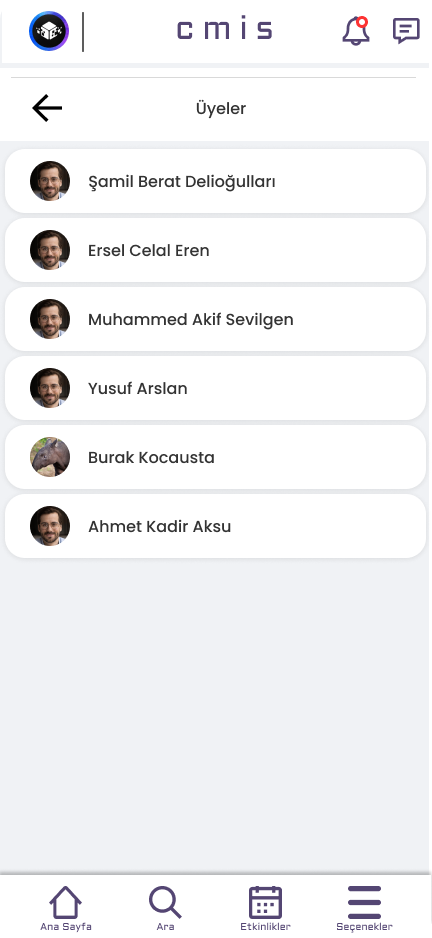 cmis
Üyeler
Şamil Berat Delioğulları
Ersel Celal Eren
Muhammed Akif Sevilgen
Yusuf Arslan
Burak Kocausta
Ahmet Kadir Aksu
Ana Sayfa
Ara
Etkinlikler
Seçenekler